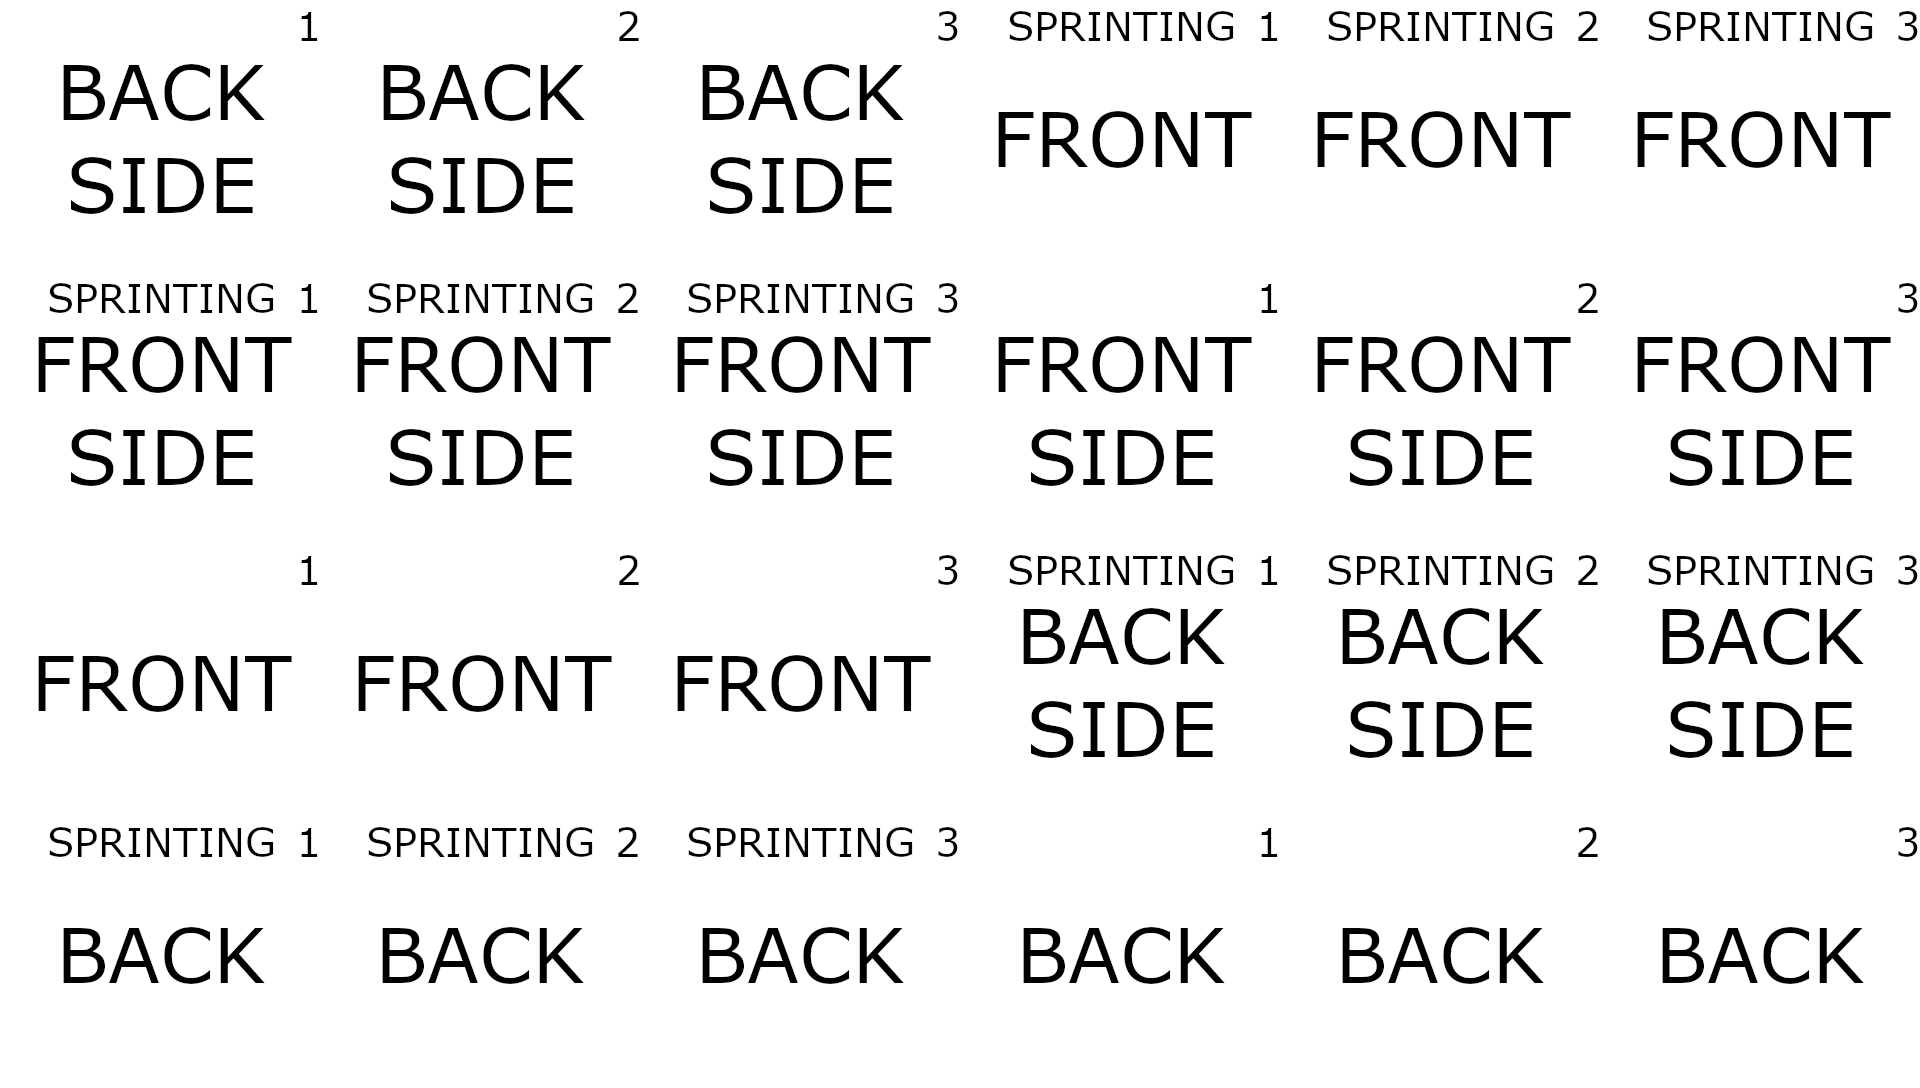 1 2 3 SPRINTING 1 SPRINTING 2 SPRINTING 3
BACK BACK BACK FRONT FRONT FRONT
SIDE SIDE SIDE
SPRINTING 1 SPRINTING 2 SPRINTING 3 1 2 3
FRONT FRONT FRONT FRONT FRONT FRONT
SIDE SIDE SIDE SIDE SIDE SIDE
1 2 3 SPRINTING 1 SPRINTING 2 SPRINTING 3
FRONT FRONT FRONT BACK BACK BACK
SIDE SIDE SIDE
SPRINTING 1 SPRINTING 2 SPRINTING 3 1 2 3
BACK BACK BACK BACK BACK BACK